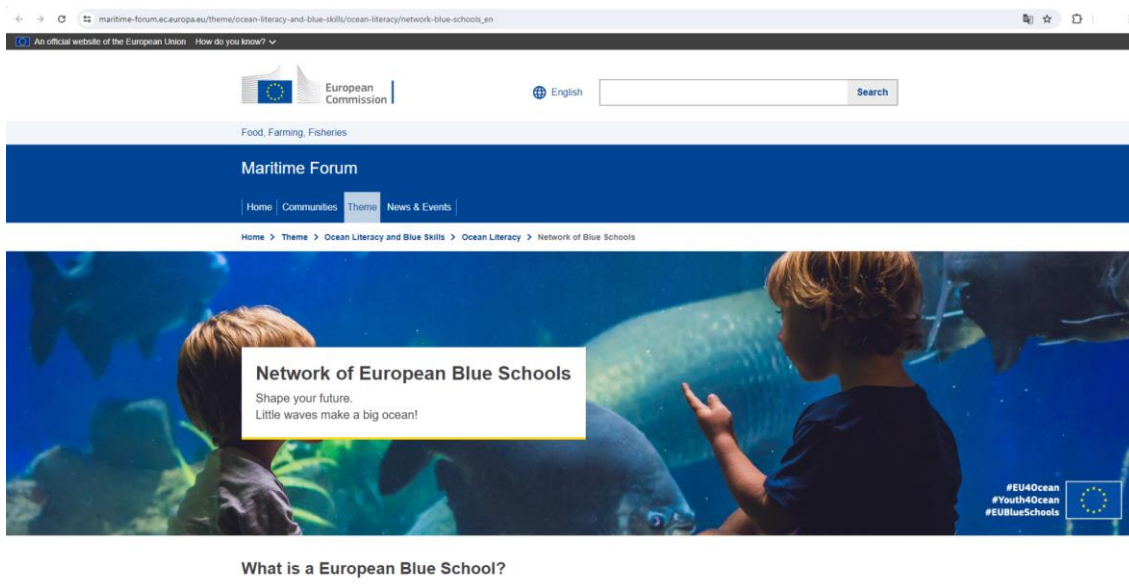 maritime-forum.ec.europa.eu/theme/ocean-literacy-and-blue-skills/ocean-literacy/network-blue-schools_en
An official website of the European Union How do you know?
European
Commission
English
Search
Food, Farming, Fisheries
Maritime Forum
Home Communities Theme News & Events
Home > Theme > Ocean Literacy and Blue Skills > Ocean Literacy > Network of Blue Schools
Network of European Blue Schools
Shape your future.
Little waves make a big ocean!
#EU4Ocean
#Youth4Ocean
#EUBlueSchools
What is a European Blue School?